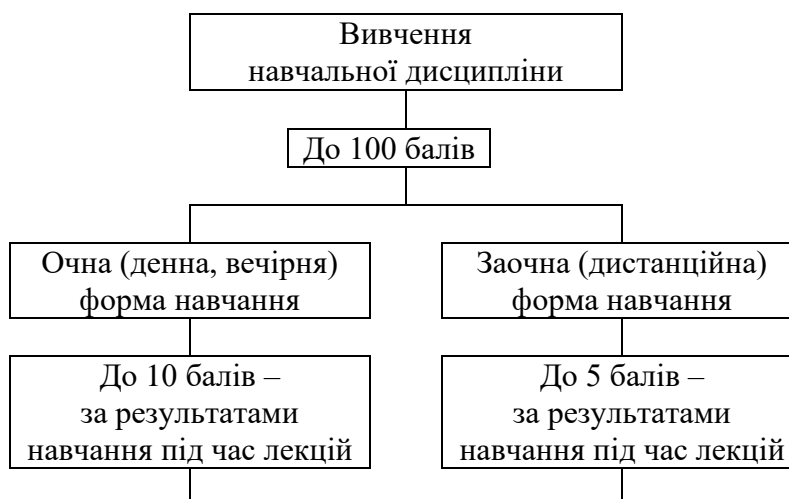 Вивчення
навчальної дисципліни
До 100 балів
Очна (денна, вечірня)
форма навчання
Заочна (дистанційна)
форма навчання
До 10 балів –
за результатами
навчання під час лекцій
До 5 балів –
за результатами
навчання під час лекцій